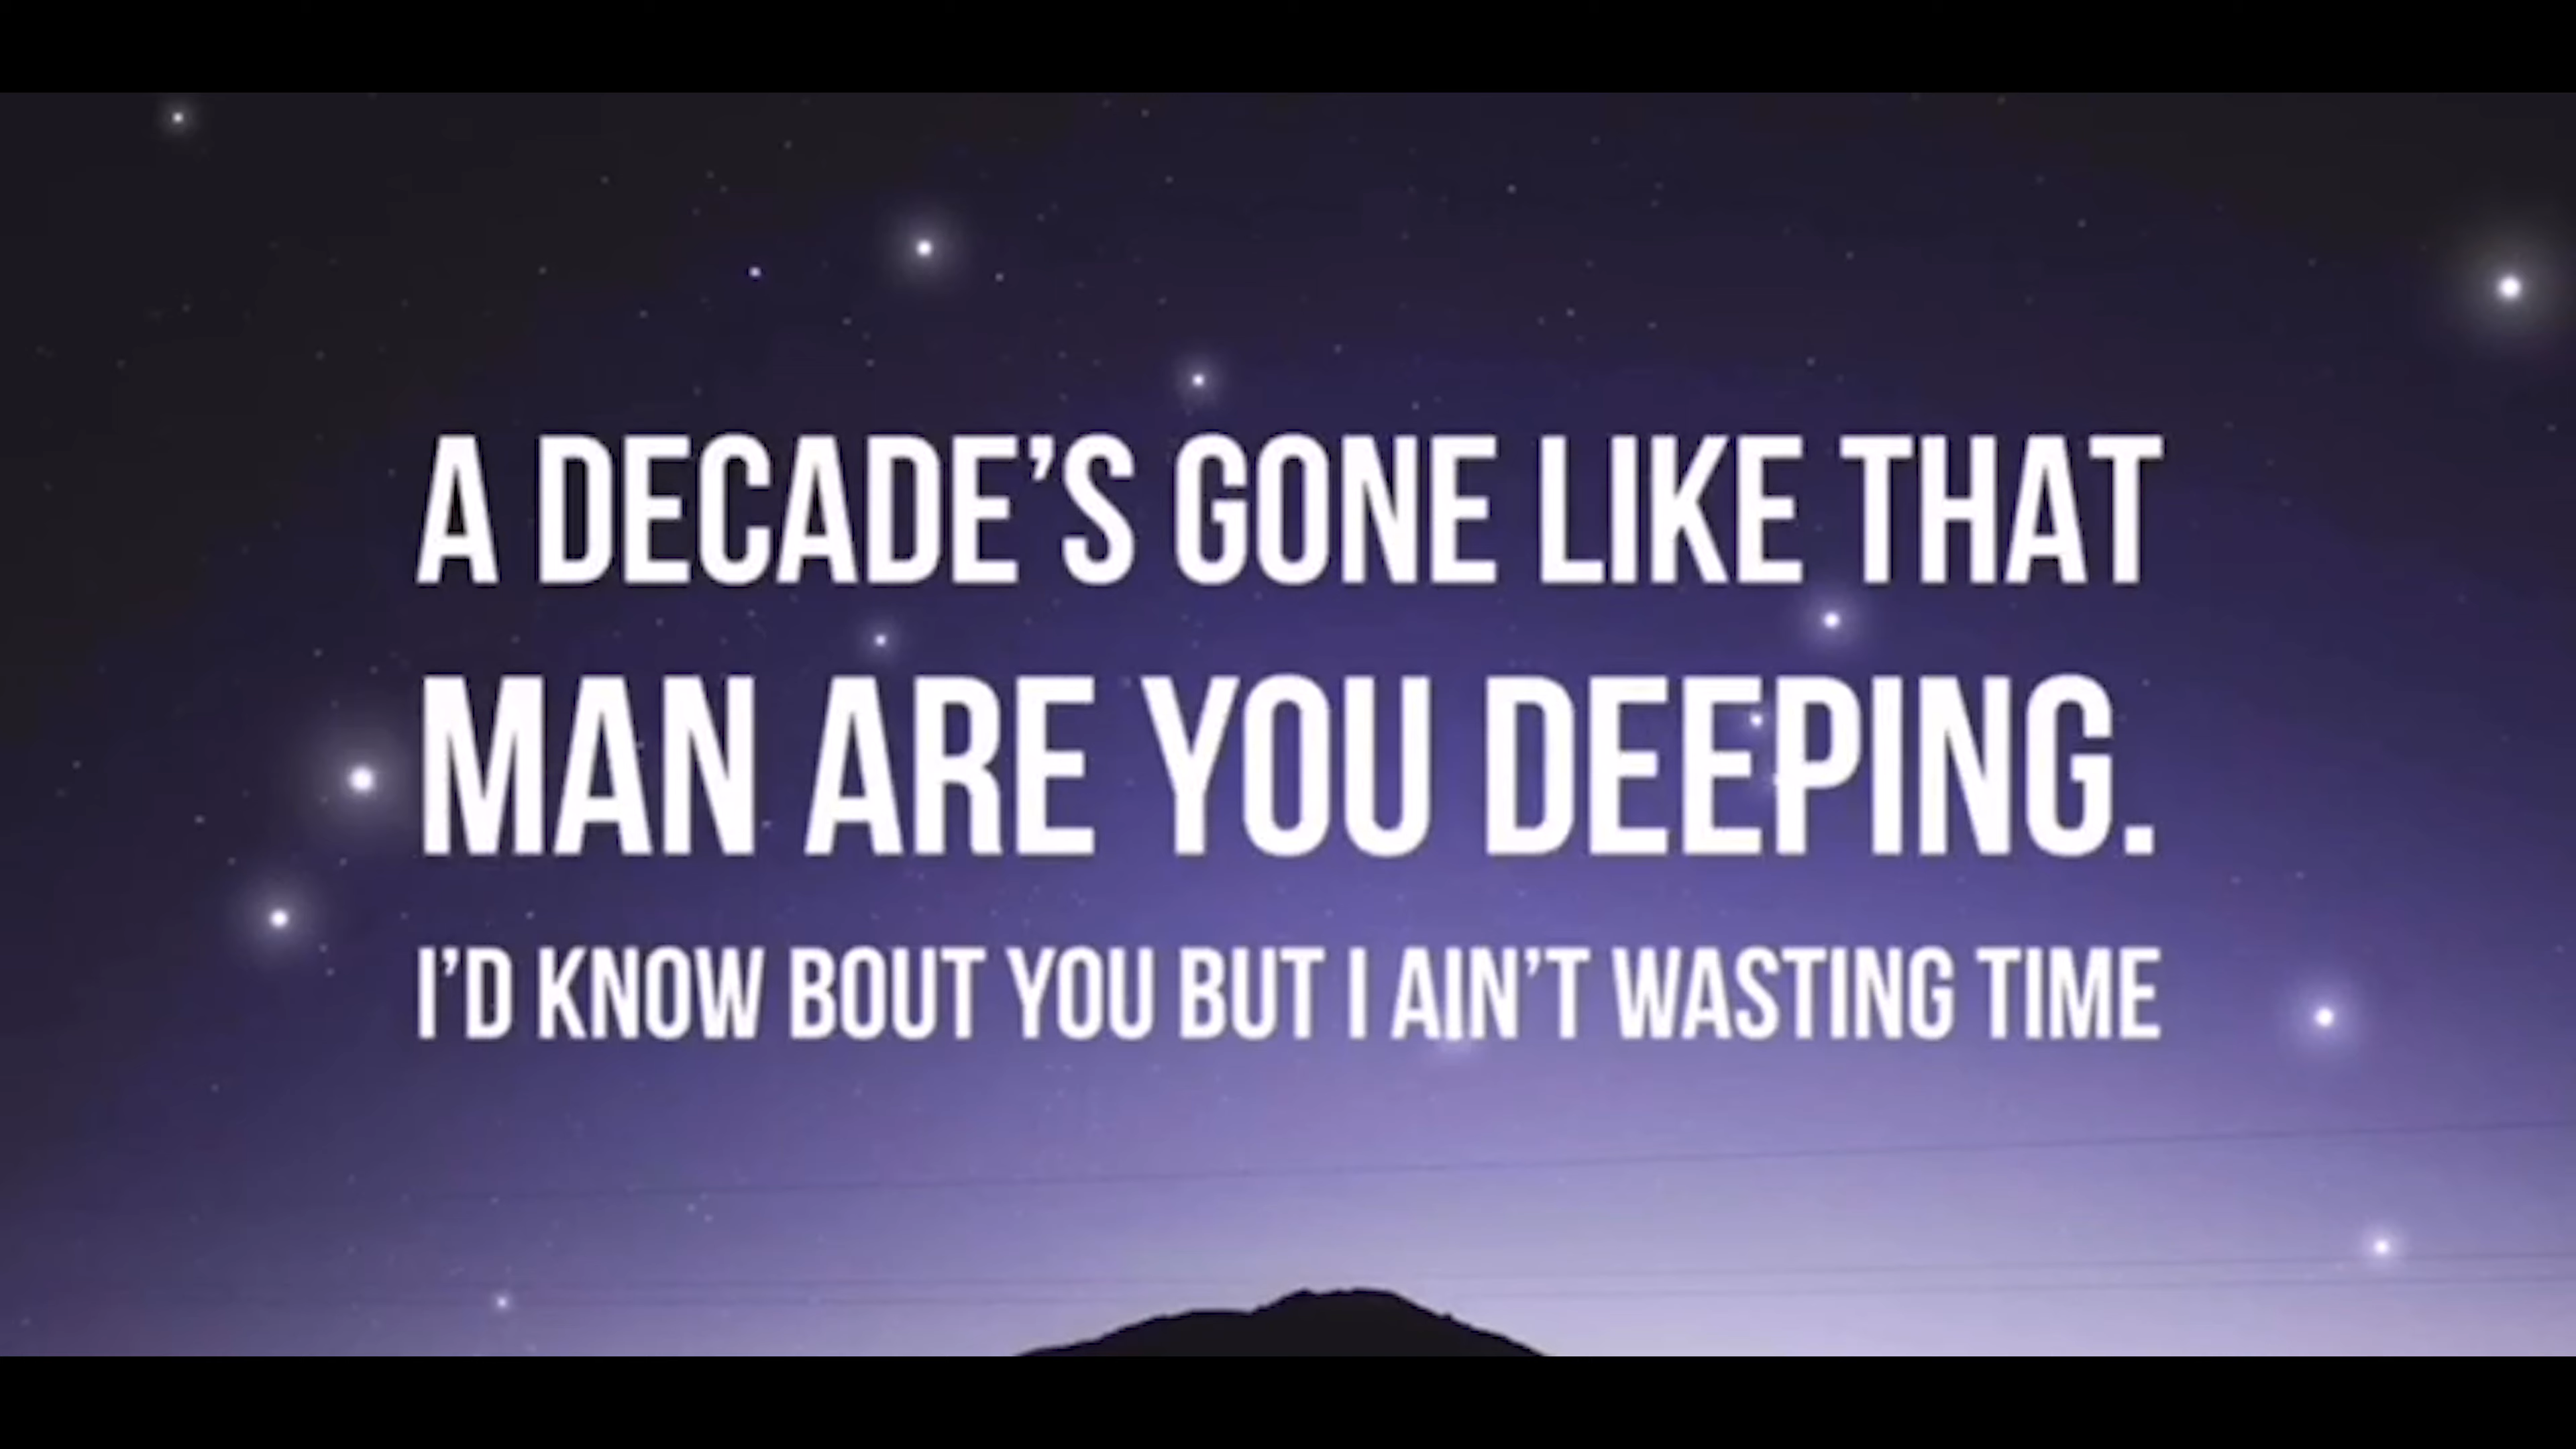 A DECADE’S GONE LIKE THAT
MAN ARE YOU DEEPING.
I’D KNOW BOUT YOU BUT I AIN’T WASTING TIME